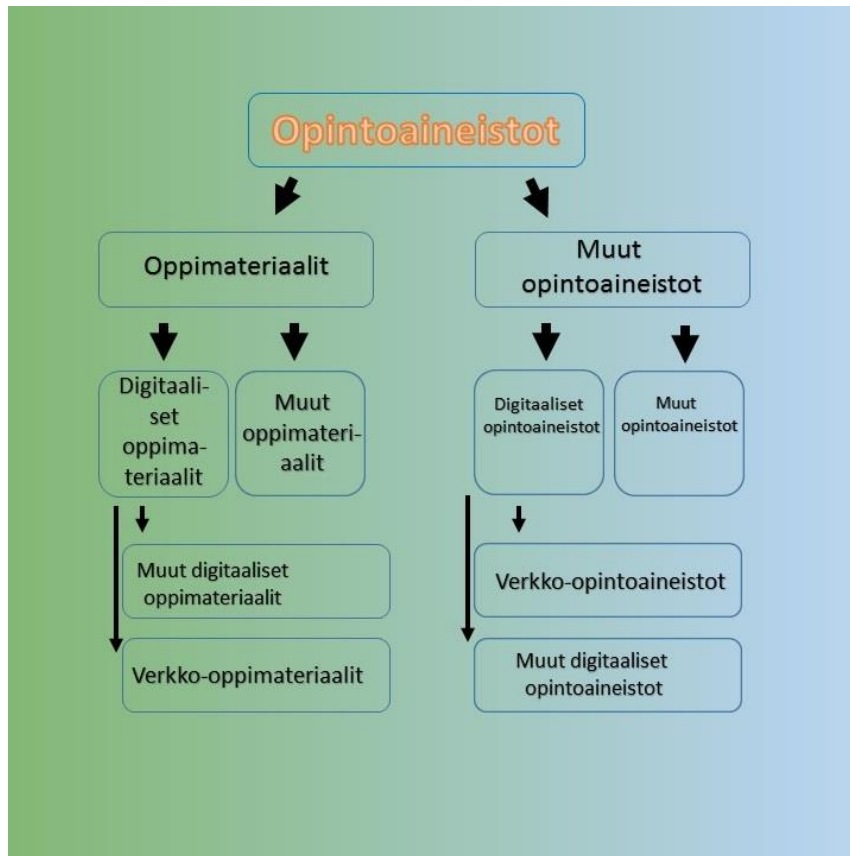 Opintoaineistot
Oppimateriaalit
Muut
opintoaineistot
Digitaali-
set
oppima-
teriaalit
Muut
oppimateri-
aalit
Digitaaliset
opintoaineistot
Muut
opintoaineistot
Muut digitaaliset
oppimateriaalit
Verkko-opintoaineistot
Verkko-oppimateriaalit
Muut digitaaliset
opintoaineistot